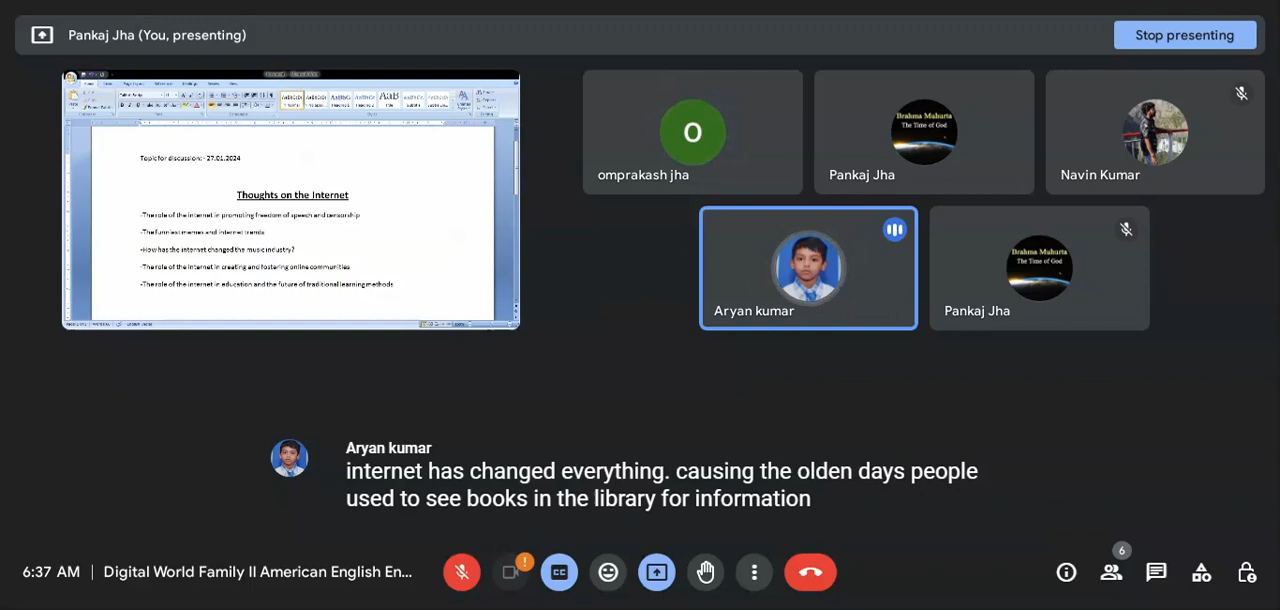 Pankaj Jha (You, presenting)
Stop presenting
Topic for discussion: - 27.01.2024
Thoughts on the Internet
-The role of the internet in promoting freedom of speech and censorship
-The funniest memes and internet trends
-How has the internet changed the music industry?
-The role of the internet in creating and fostering online communities
-The role of the internet in education and the future of traditional learning methods
O
omprakash jha
Brahma Muhurta
The Time of God
Pankaj Jha
Navin Kumar
Aryan kumar
Brahma Muhurta
The Time of God
Pankaj Jha
Aryan kumar
internet has changed everything. causing the olden days people
used to see books in the library for information
6:37 AM | Digital World Family II American English En...
!
CC
6